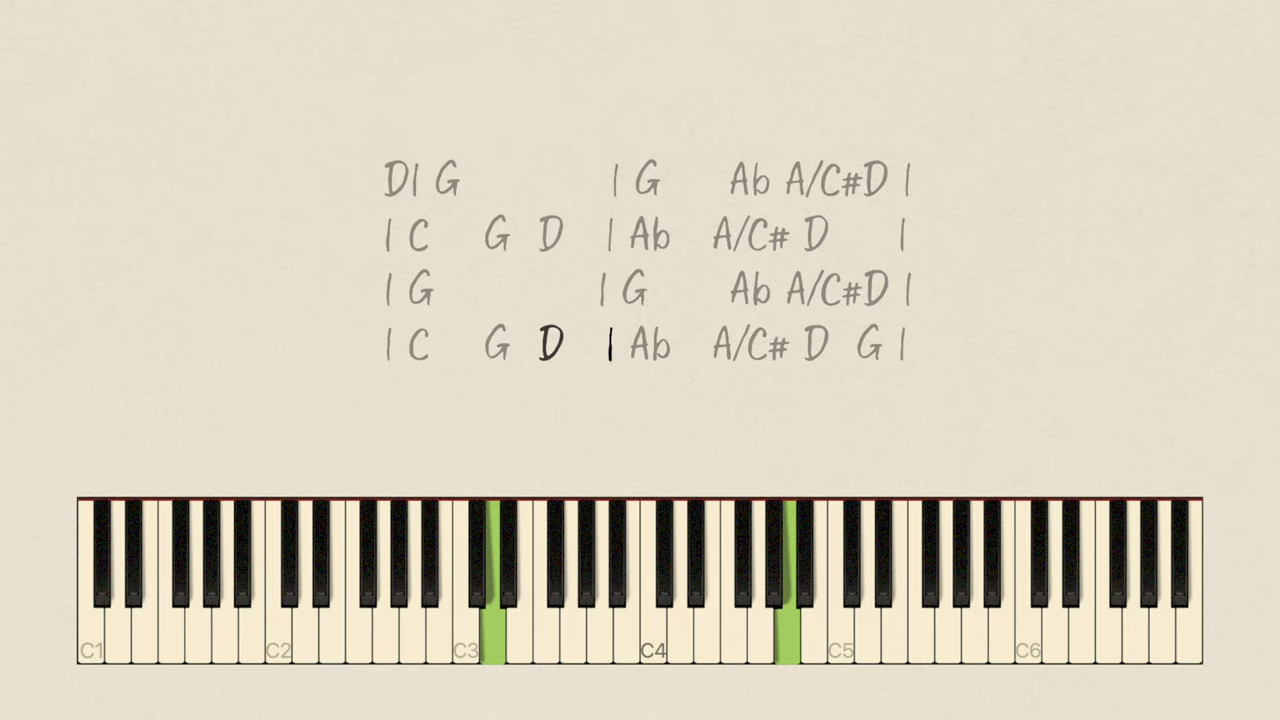 D| G | G Ab A/C#D |
| C G D | Ab A/C# D |
| G | G Ab A/C#D |
| C G D | Ab A/C# D G |
C1 C2 C3 C4 C5 C6